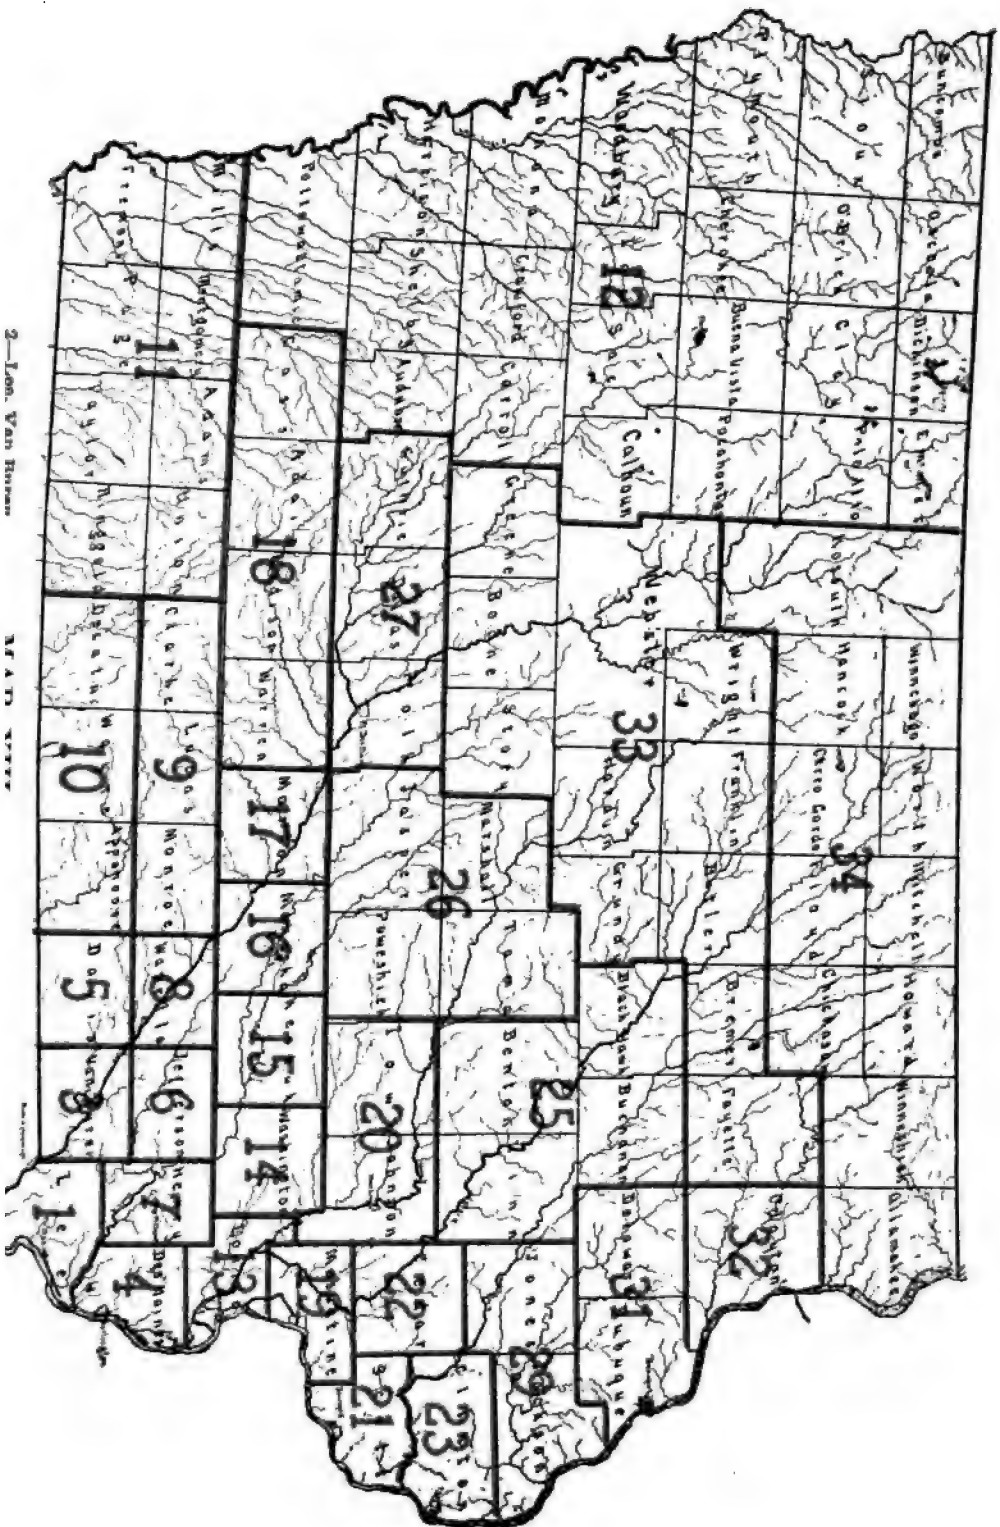 Buncombe
Osceola
Dickinson
Emmet
Winnebago
Worth
Mitchell
Howard
Winneshiek
Allamakee
Sioux
O'Brien
Clay
Palo Alto
Kossuth
Hancock
Cerro Gordo
34
Floyd
Chickasaw
Plymouth
Cherokee
Buena Vista
Pocahontas
Wright
Franklin
Butler
Bremer
Fayette
Clayton
32
Woodbury
12
Sac
Calhoun
Webster
33
Hardin
Grundy
Black Hawk
Buchanan
Delaware
31
Dubuque
Monona
Crawford
Carroll
Greene
Boone
Story
Marshall
26
Tama
Benton
25
Linn
Jones
29
Jackson
Harrison
Shelby
Audubon
Guthrie
27
Dallas
Polk
Jasper
Poweshiek
Iowa
20
Johnson
Cedar
22
Clinton
23
Scott
21
Pottawattamie
Cass
Adair
18
Madison
Warren
Marion
17
Mahaska
16
15
Washington
14
Muscatine
19
13
Mills
Montgomery
11
Adams
Union
Clarke
Lucas
9
Monroe
Wapello
8
Jefferson
6
Henry
7
Des Moines
4
Fremont
Page
Taylor
Ringgold
Decatur
Wayne
10
Appanoose
Davis
5
Van Buren
3
Lee
1
2—Lee, Van Buren